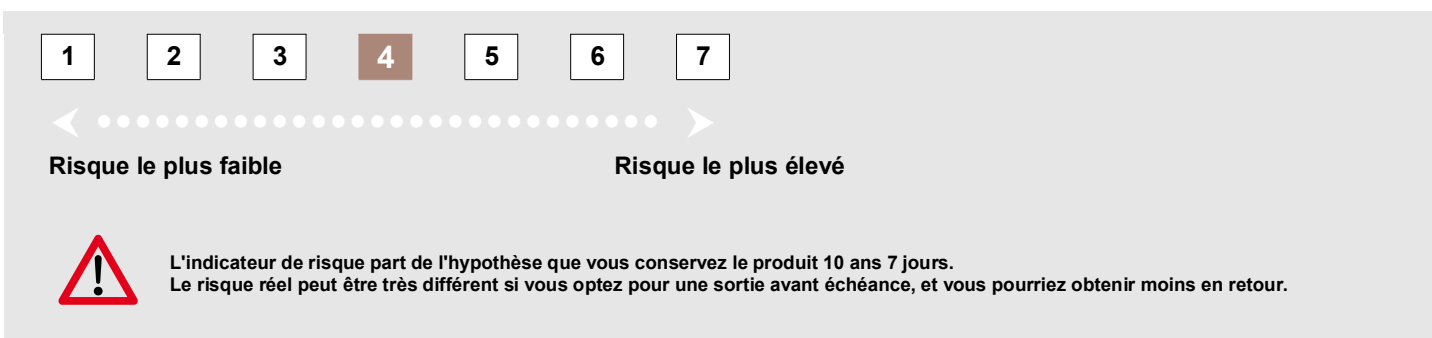 1 2 3 4 5 6 7
Risque le plus faible Risque le plus élevé
L'indicateur de risque part de l'hypothèse que vous conservez le produit 10 ans 7 jours.
Le risque réel peut être très différent si vous optez pour une sortie avant échéance, et vous pourriez obtenir moins en retour.